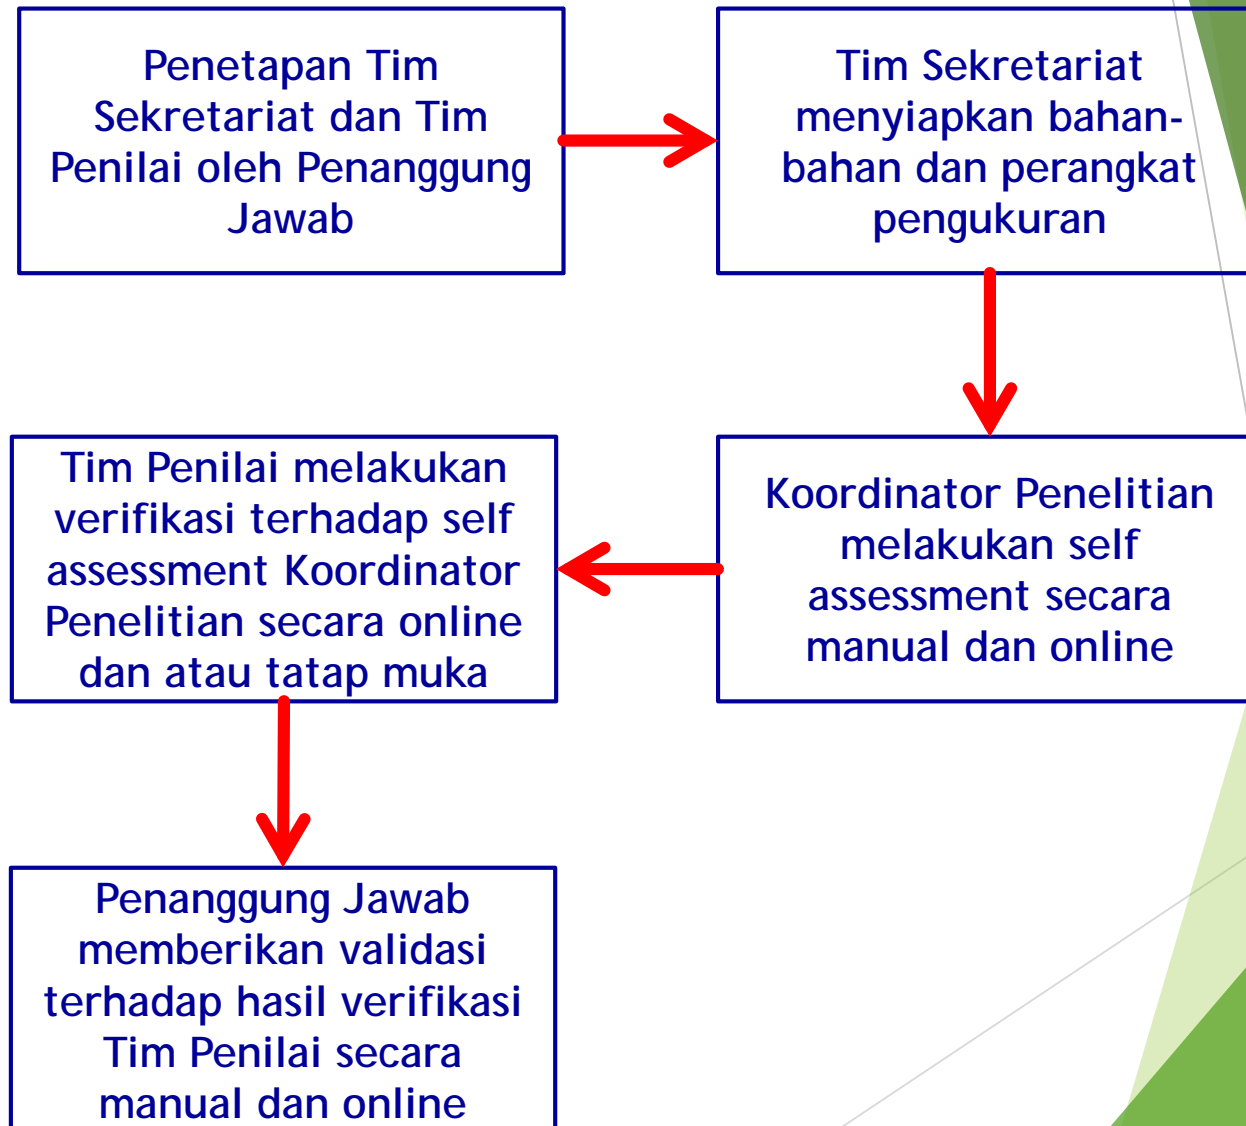 Penetapan Tim
Sekretariat dan Tim
Penilai oleh Penanggung
Jawab
Tim Sekretariat
menyiapkan bahan-
bahan dan perangkat
pengukuran
Koordinator Penelitian
melakukan self
assessment secara
manual dan online
Tim Penilai melakukan
verifikasi terhadap self
assessment Koordinator
Penelitian secara online
dan atau tatap muka
Penanggung Jawab
memberikan validasi
terhadap hasil verifikasi
Tim Penilai secara
manual dan online